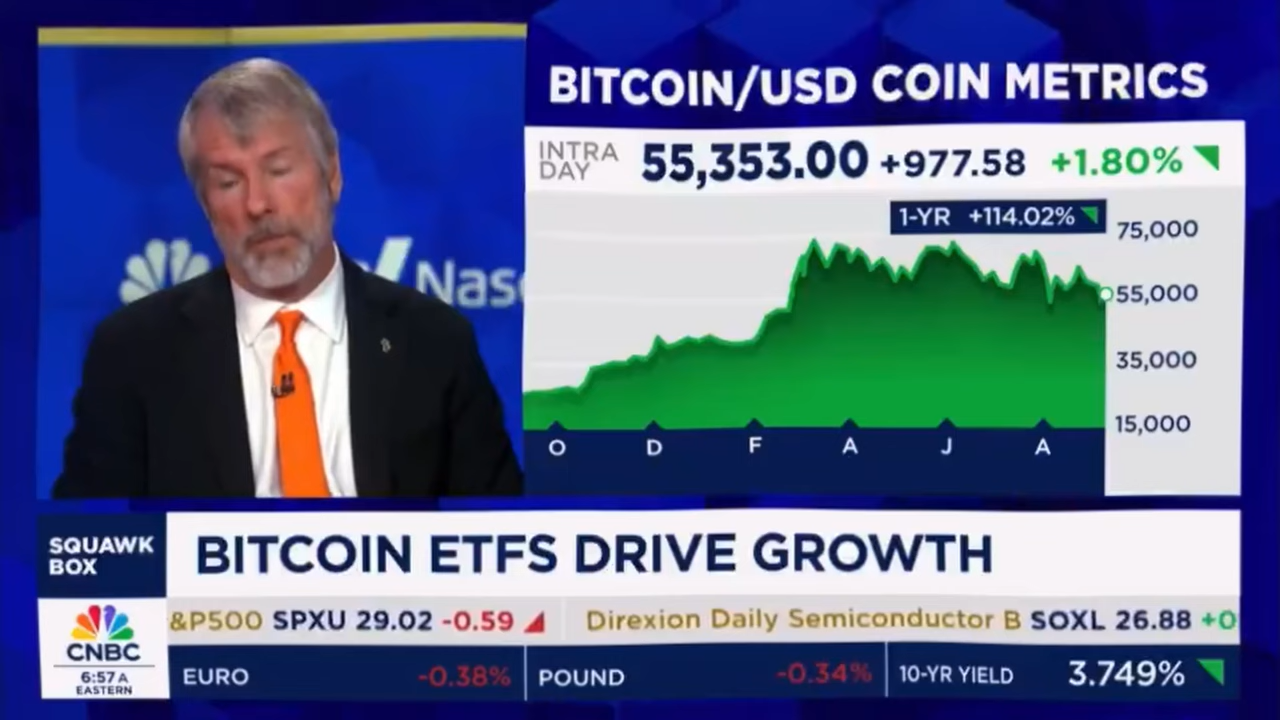 BITCOIN/USD COIN METRICS
INTRA
DAY
55,353.00 +977.58 +1.80%
1-YR +114.02%
75,000
55,000
35,000
15,000
O D F A J A
Nasd
SQUAWK
BOX
BITCOIN ETFS DRIVE GROWTH
&P500 SPXU 29.02 -0.59 Direxion Daily Semiconductor B SOXL 26.88 +0
CNBC
6:57A
EASTERN
EURO -0.38% POUND -0.34% 10-YR YIELD 3.749%